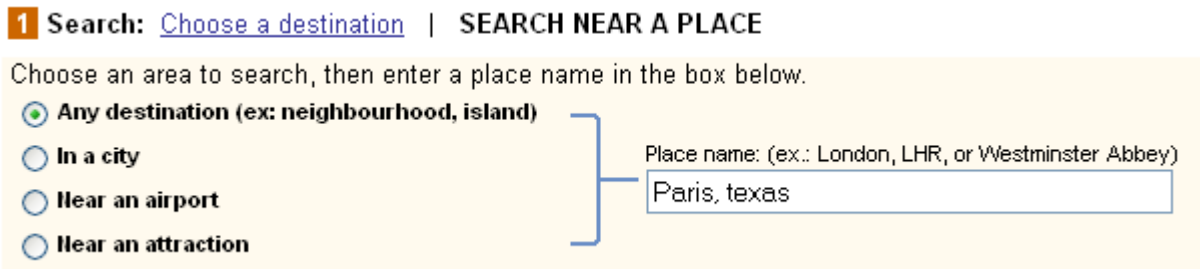 1 Search: Choose a destination | SEARCH NEAR A PLACE
Choose an area to search, then enter a place name in the box below.
Any destination (ex: neighbourhood, island)
In a city
Near an airport
Near an attraction
Place name: (ex.: London, LHR, or Westminster Abbey)
Paris, texas